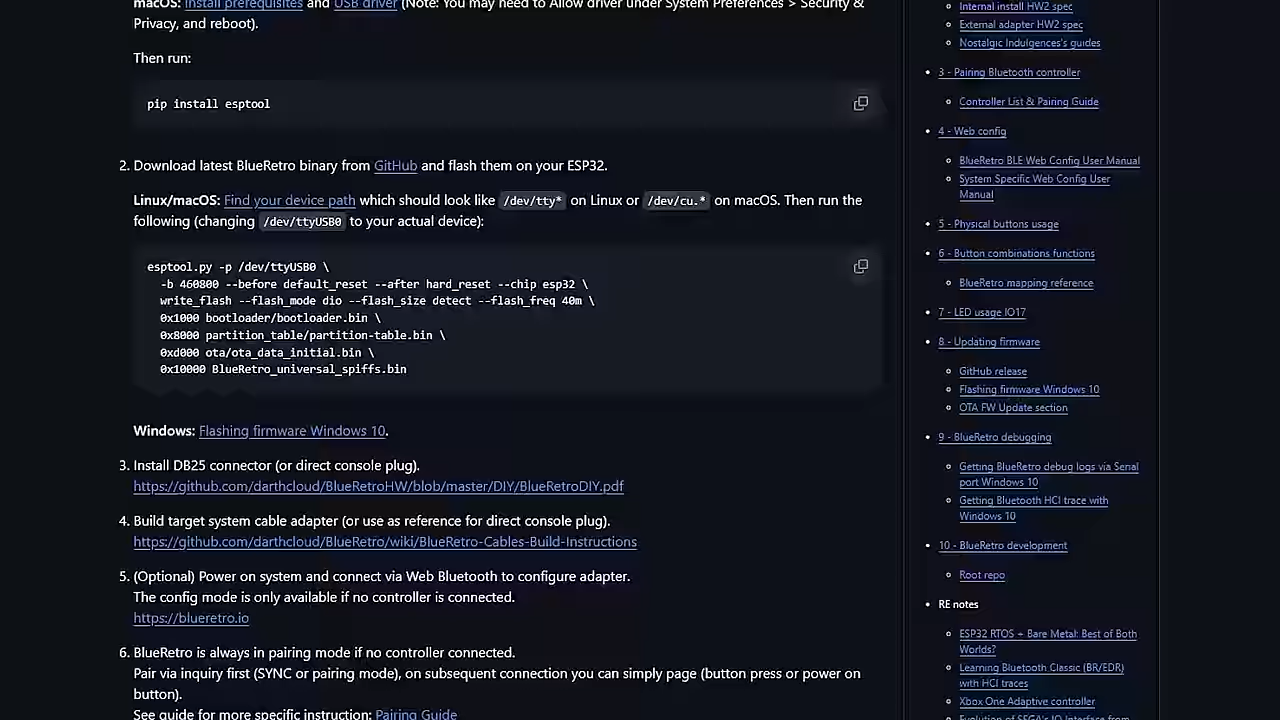 macOS: Install prerequisites and USB driver (Note: You may need to Allow driver under System Preferences > Security &
Privacy, and reboot).
Then run:
pip install esptool
2. Download latest BlueRetro binary from GitHub and flash them on your ESP32.
Linux/macOS: Find your device path which should look like /dev/tty* on Linux or /dev/cu.* on macOS. Then run the
following (changing /dev/ttyUSB0 to your actual device):
esptool.py -p /dev/ttyUSB0 \
-b 460800 --before default_reset --after hard_reset --chip esp32 \
write_flash --flash_mode dio --flash_size detect --flash_freq 40m \
0x1000 bootloader/bootloader.bin \
0x8000 partition_table/partition-table.bin \
0xd000 ota/ota_data_initial.bin \
0x10000 BlueRetro_universal_spiffs.bin
Windows: Flashing firmware Windows 10.
3. Install DB25 connector (or direct console plug).
https://github.com/darthcloud/BlueRetroHW/blob/master/DIY/BlueRetroDIY.pdf
4. Build target system cable/adapter (or use as reference for direct console plug).
https://github.com/darthcloud/BlueRetro/wiki/BlueRetro-Cables-Build-Instructions
5. (Optional) Power on system and connect via Web Bluetooth to configure adapter.
The config mode is only available if no controller is connected.
https://blueretro.io
6. BlueRetro is always in pairing mode if no controller connected.
Pair via inquiry first (SYNC or pairing mode), on subsequent connection you can simply page (button press or power on
button).
See guide for more specific instruction: Pairing Guide
Internal install HW2 spec
External adapter HW2 spec
Nostalgic Indulgences's guides
3 - Pairing Bluetooth controller
Controller List & Pairing Guide
4 - Web config
BlueRetro BLE Web Config User Manual
System Specific Web Config User
Manual
5 - Physical buttons usage
6 - Button combinations functions
BlueRetro mapping reference
7 - LED usage IO17
8 - Updating firmware
GitHub release
Flashing firmware Windows 10
OTA FW Update section
9 - BlueRetro debugging
Getting BlueRetro debug logs via Serial
port Windows 10
Getting Bluetooth HCI trace with
Windows 10
10 - BlueRetro development
Root repo
RE notes
ESP32 RTOS + Bare Metal: Best of Both
Worlds?
Learning Bluetooth Classic (BR/EDR)
with HCI traces
Xbox One Adaptive controller
Evolution of SEGA's IO Interface from